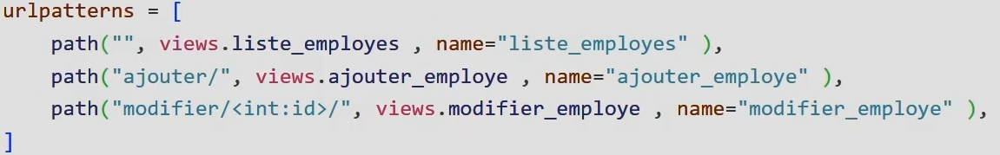 urlpatterns = [
    path("", views.liste_employes , name="liste_employes" ),
    path("ajouter/", views.ajouter_employe , name="ajouter_employe" ),
    path("modifier/<int:id>/", views.modifier_employe , name="modifier_employe" ),
]